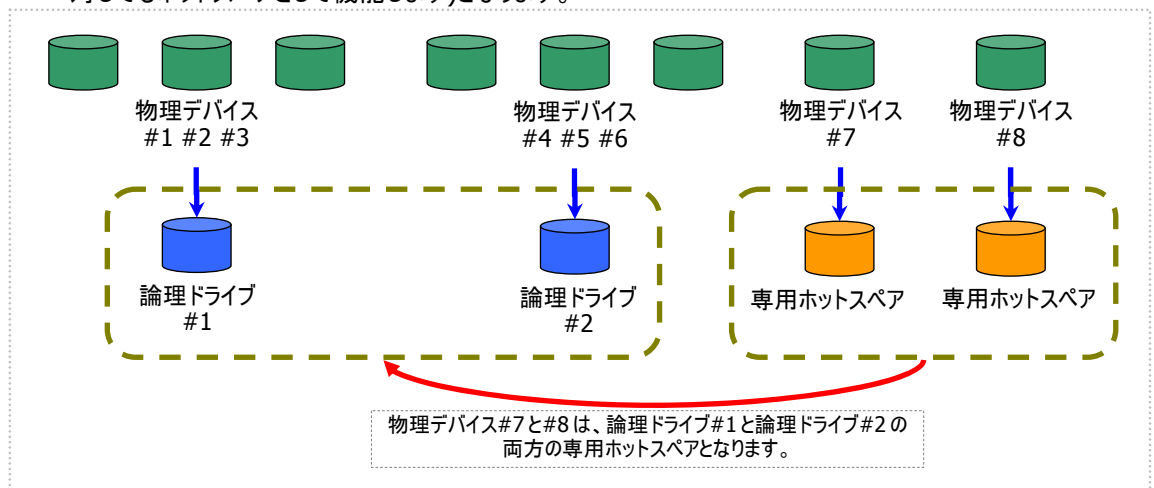 物理デバイス
#1 #2 #3
物理デバイス
#4 #5 #6
物理デバイス
#7
物理デバイス
#8
論理ドライブ
#1
論理ドライブ
#2
専用ホットスペア
専用ホットスペア
物理デバイス#7と#8は、論理ドライブ#1と論理ドライブ#2の
両方の専用ホットスペアとなります。